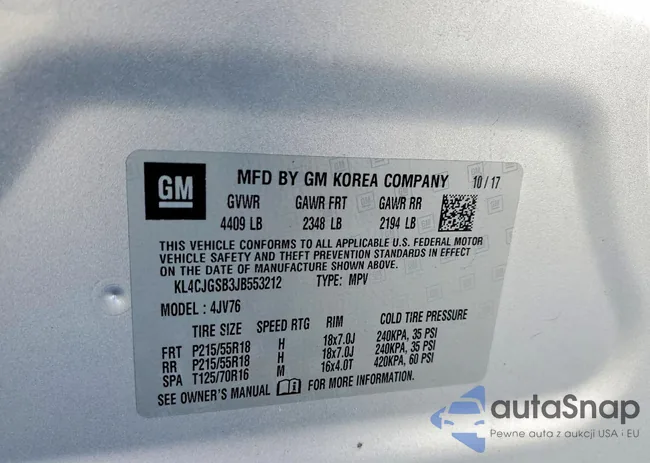 GM
MFD BY GM KOREA COMPANY 10/17
GVWR GAWR FRT GAWR RR
4409 LB 2348 LB 2194 LB
THIS VEHICLE CONFORMS TO ALL APPLICABLE U.S. FEDERAL MOTOR
VEHICLE SAFETY AND THEFT PREVENTION STANDARDS IN EFFECT
ON THE DATE OF MANUFACTURE SHOWN ABOVE.
KL4CJGSB3JB553212 TYPE: MPV
MODEL : 4JV76
TIRE SIZE SPEED RTG RIM COLD TIRE PRESSURE
FRT P215/55R18 H 18x7.0J 240KPA, 35 PSI
RR P215/55R18 H 18x7.0J 240KPA, 35 PSI
SPA T125/70R16 M 16x4.0T 420KPA, 60 PSI
SEE OWNER'S MANUAL FOR MORE INFORMATION.
autaSnap
Pewne auta z aukcji USA i EU